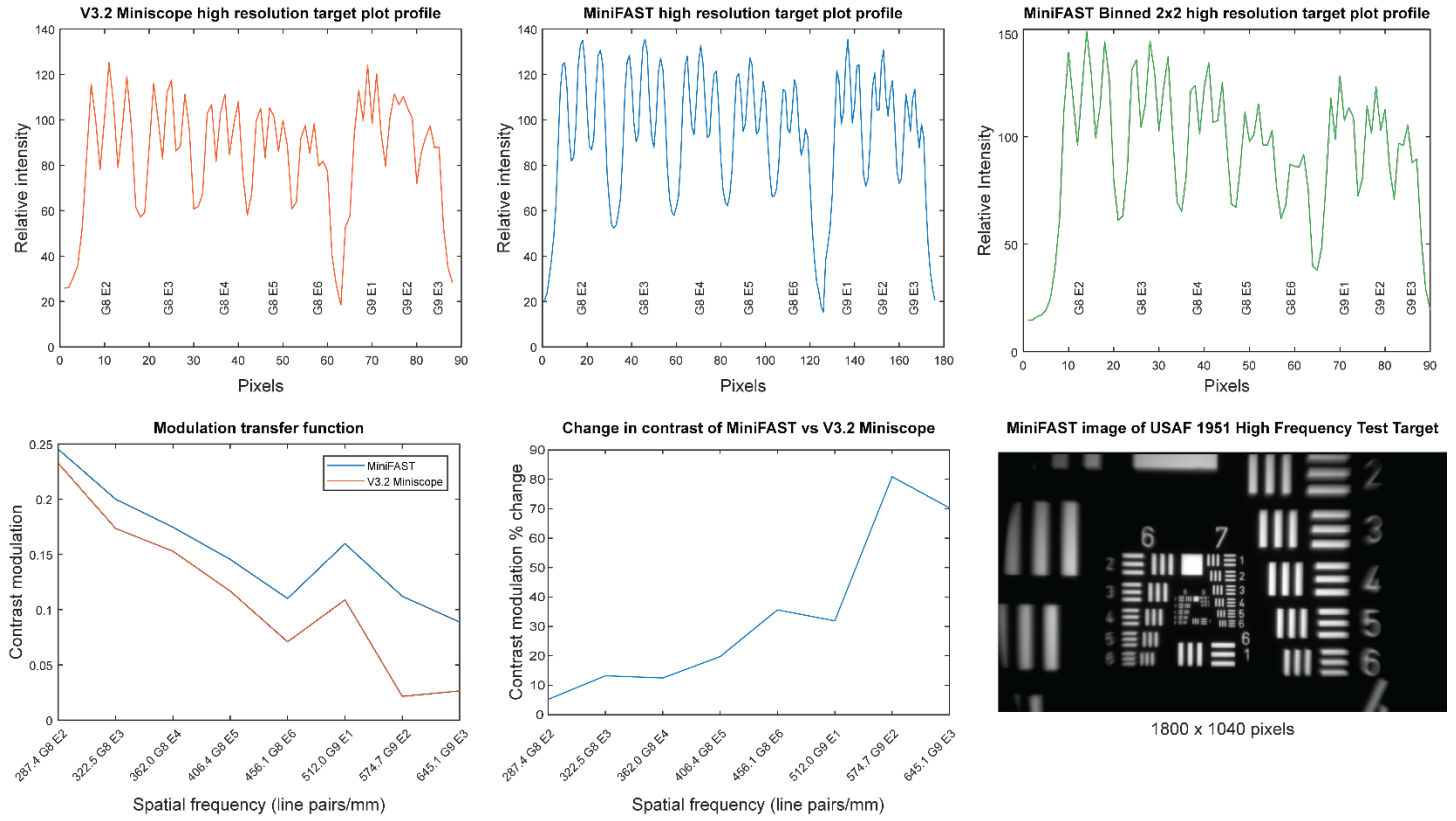 V3.2 Miniscope high resolution target plot profile
140
120
100
80
60
40
20
0
Relative intensity
G8 E2
G8 E3
G8 E4
G8 E5
G8 E6
G9 E1
G9 E2
G9 E3
0 10 20 30 40 50 60 70 80 90
Pixels
MiniFAST high resolution target plot profile
140
120
100
80
60
40
20
0
Relative intensity
G8 E2
G8 E3
G8 E4
G8 E5
G8 E6
G9 E1
G9 E2
G9 E3
0 20 40 60 80 100 120 140 160 180
Pixels
MiniFAST Binned 2x2 high resolution target plot profile
150
100
50
0
Relative Intensity
G8 E2
G8 E3
G8 E4
G8 E5
G8 E6
G9 E1
G9 E2
G9 E3
0 10 20 30 40 50 60 70 80 90
Pixels
Modulation transfer function
0.25
0.2
0.15
0.1
0.05
0
Contrast modulation
MiniFAST
V3.2 Miniscope
287.4 G8 E2
322.5 G8 E3
362.0 G8 E4
406.4 G8 E5
456.1 G8 E6
512.0 G9 E1
574.7 G9 E2
645.1 G9 E3
Spatial frequency (line pairs/mm)
Change in contrast of MiniFAST vs V3.2 Miniscope
90
80
70
60
50
40
30
20
10
0
Contrast modulation % change
287.4 G8 E2
322.5 G8 E3
362.0 G8 E4
406.4 G8 E5
456.1 G8 E6
512.0 G9 E1
574.7 G9 E2
645.1 G9 E3
Spatial frequency (line pairs/mm)
MiniFAST image of USAF 1951 High Frequency Test Target
6 7
2
3
4
5
6
1
2
3
4
5
6
6
1
2
3
4
5
6
1800 x 1040 pixels